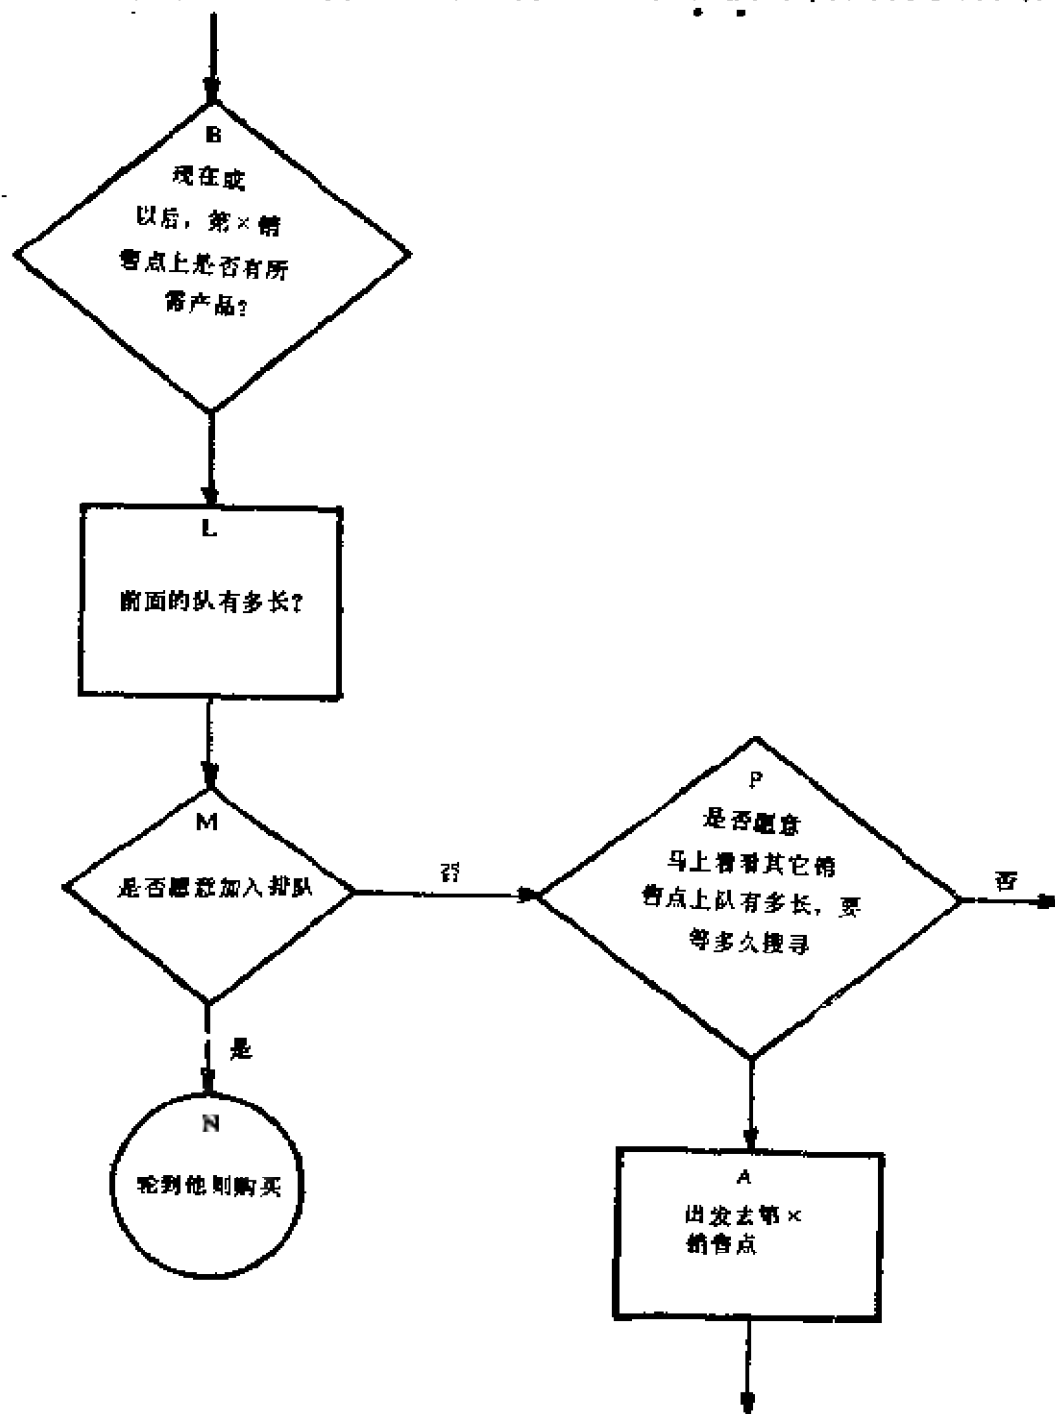 B
现在或
以后，第×销
售点上是否有所
需产品？
L
前面的队有多长？
M
是否愿意加入排队
否
P
是否愿意
马上看看其它销
售点上队有多长，要
等多久搜寻
否
是
N
轮到他则购买
A
出发去第×
销售点